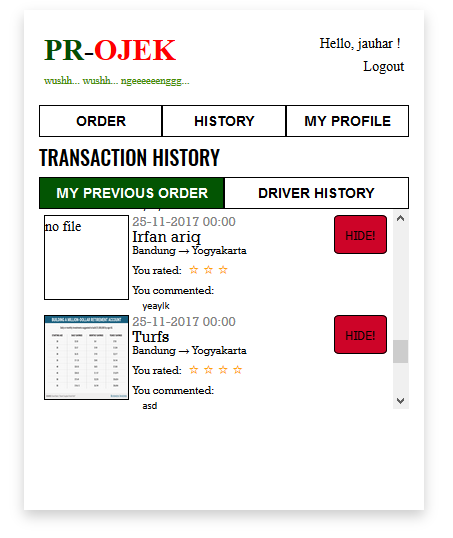 PR-OJEK
Hello, jauhar !
wushh... wushh... ngeeeeenggg...
Logout
ORDER
HISTORY
MY PROFILE
TRANSACTION HISTORY
MY PREVIOUS ORDER
DRIVER HISTORY
no file
25-11-2017 00:00
Irfan ariq
Bandung → Yogyakarta
You rated: ☆ ☆ ☆
You commented:
yeaylk
HIDE!
BUILDING A MILLION-DOLLAR RETIREMENT ACCOUNT
25-11-2017 00:00
Turfs
Bandung → Yogyakarta
You rated: ☆ ☆ ☆ ☆
You commented:
asd
HIDE!